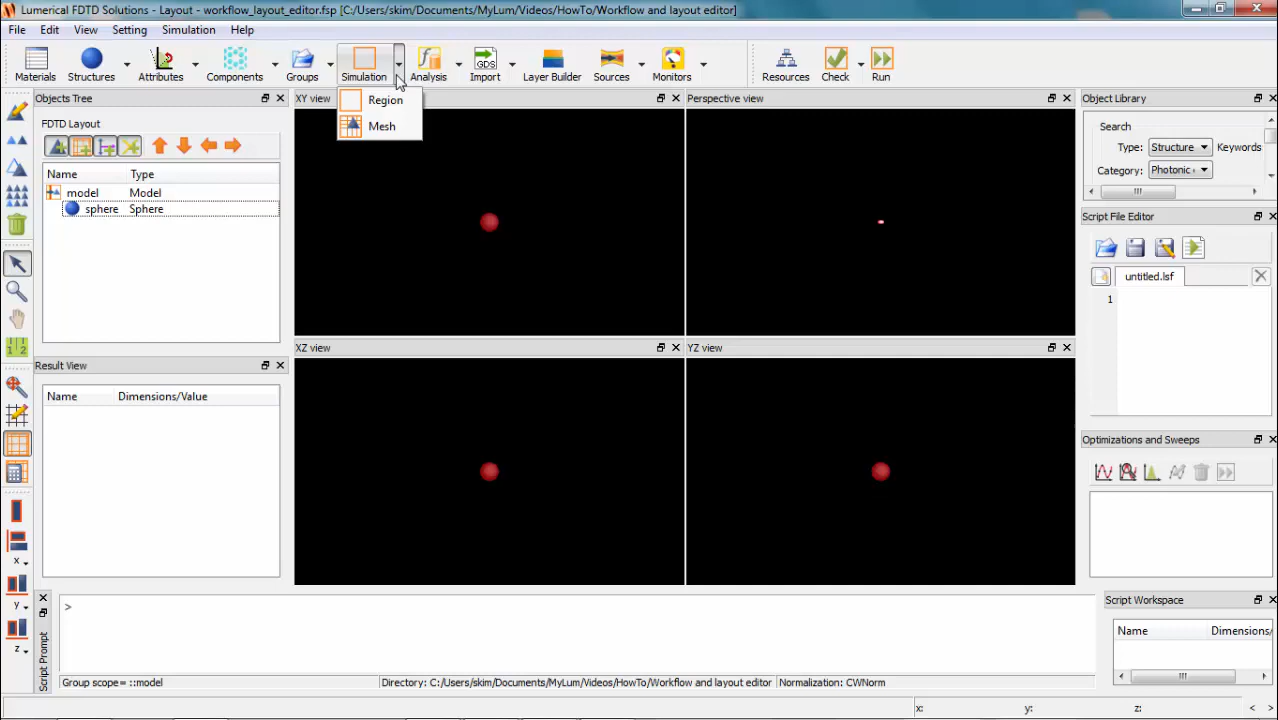 Lumerical FDTD Solutions - Layout - workflow_layout_editor.fsp [C:/Users/skim/Documents/MyLum/Videos/HowTo/Workflow and layout editor]
File Edit View Setting Simulation Help
Materials Structures Attributes Components Groups Simulation Analysis Import Layer Builder Sources Monitors Resources Check Run
GDS
Region
Mesh
Objects Tree
FDTD Layout
Name Type
model Model
sphere Sphere
Result View
Name Dimensions/Value
XY view
Perspective view
XZ view
YZ view
Object Library
Search
Type: Structure Keywords
Category: Photonic
Script File Editor
untitled.lsf
1
Optimizations and Sweeps
1 2
x
y
z
Script Prompt
>
Script Workspace
Name Dimensions/
Group scope= ::model Directory: C:/Users/skim/Documents/MyLum/Videos/HowTo/Workflow and layout editor Normalization: CWNorm
x: y: z: